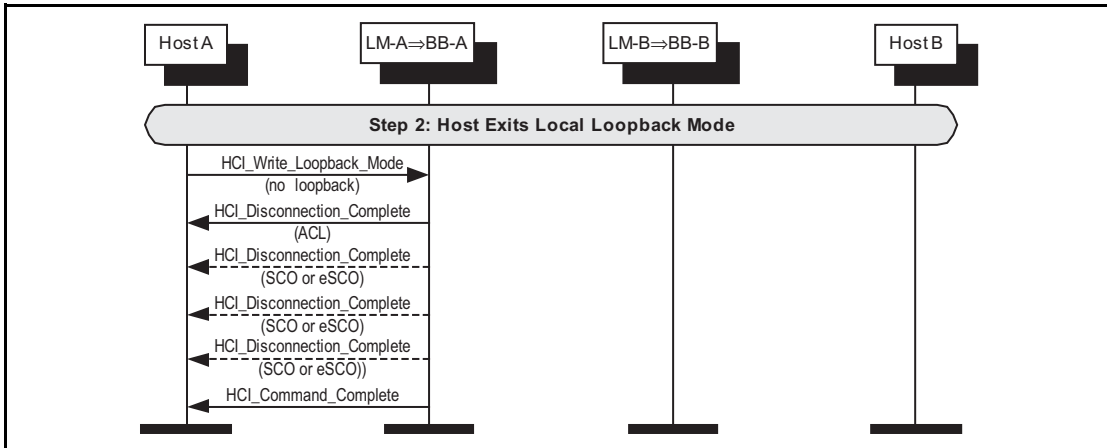 Host A
LM-A⇒BB-A
LM-B⇒BB-B
Host B
Step 2: Host Exits Local Loopback Mode
HCI_Write_Loopback_Mode
(no loopback)
HCI_Disconnection_Complete
(ACL)
HCI_Disconnection_Complete
(SCO or eSCO)
HCI_Disconnection_Complete
(SCO or eSCO)
HCI_Disconnection_Complete
(SCO or eSCO))
HCI_Command_Complete